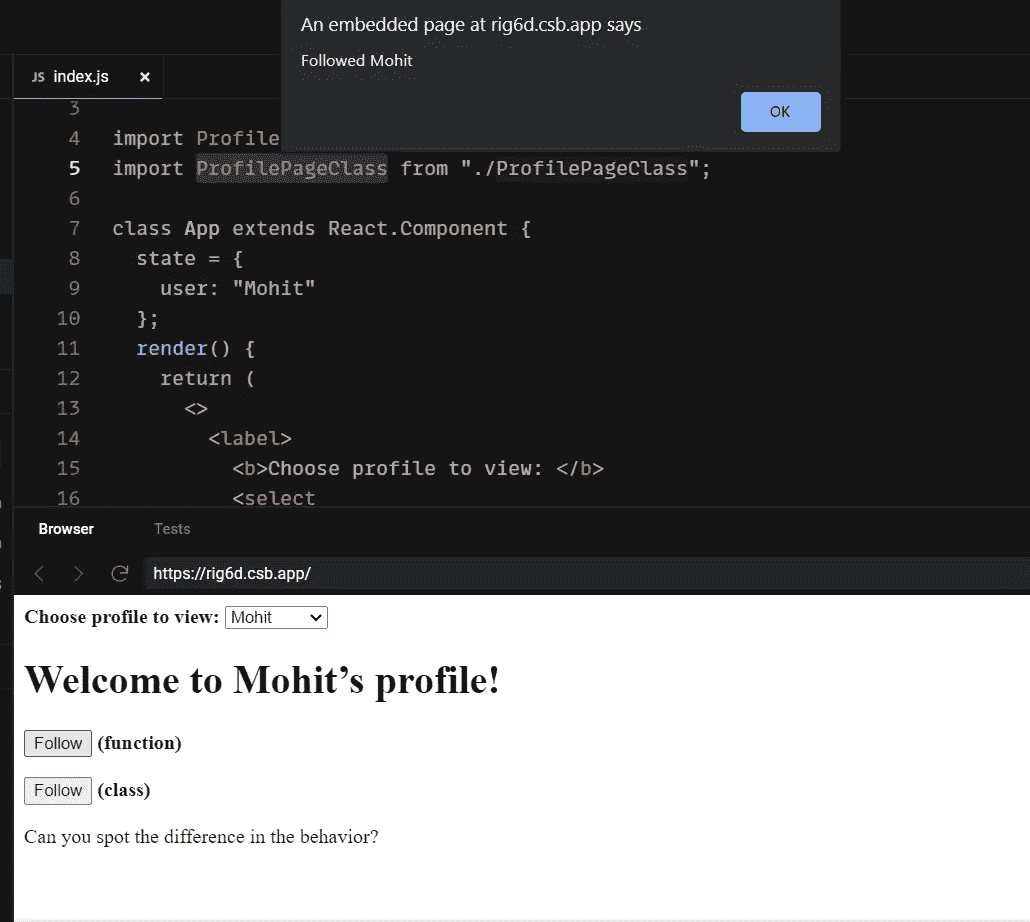 An embedded page at rig6d.csb.app says
Followed Mohit
OK
JS index.js ×
3
4 import Profile
5 import ProfilePageClass from "./ProfilePageClass";
6
7 class App extends React.Component {
8 state = {
9 user: "Mohit"
10 };
11 render() {
12 return (
13 <>
14 <label>
15 <b>Choose profile to view: </b>
16 <select
Browser Tests
https://rig6d.csb.app/
Choose profile to view: Mohit
Welcome to Mohit’s profile!
Follow (function)
Follow (class)
Can you spot the difference in the behavior?